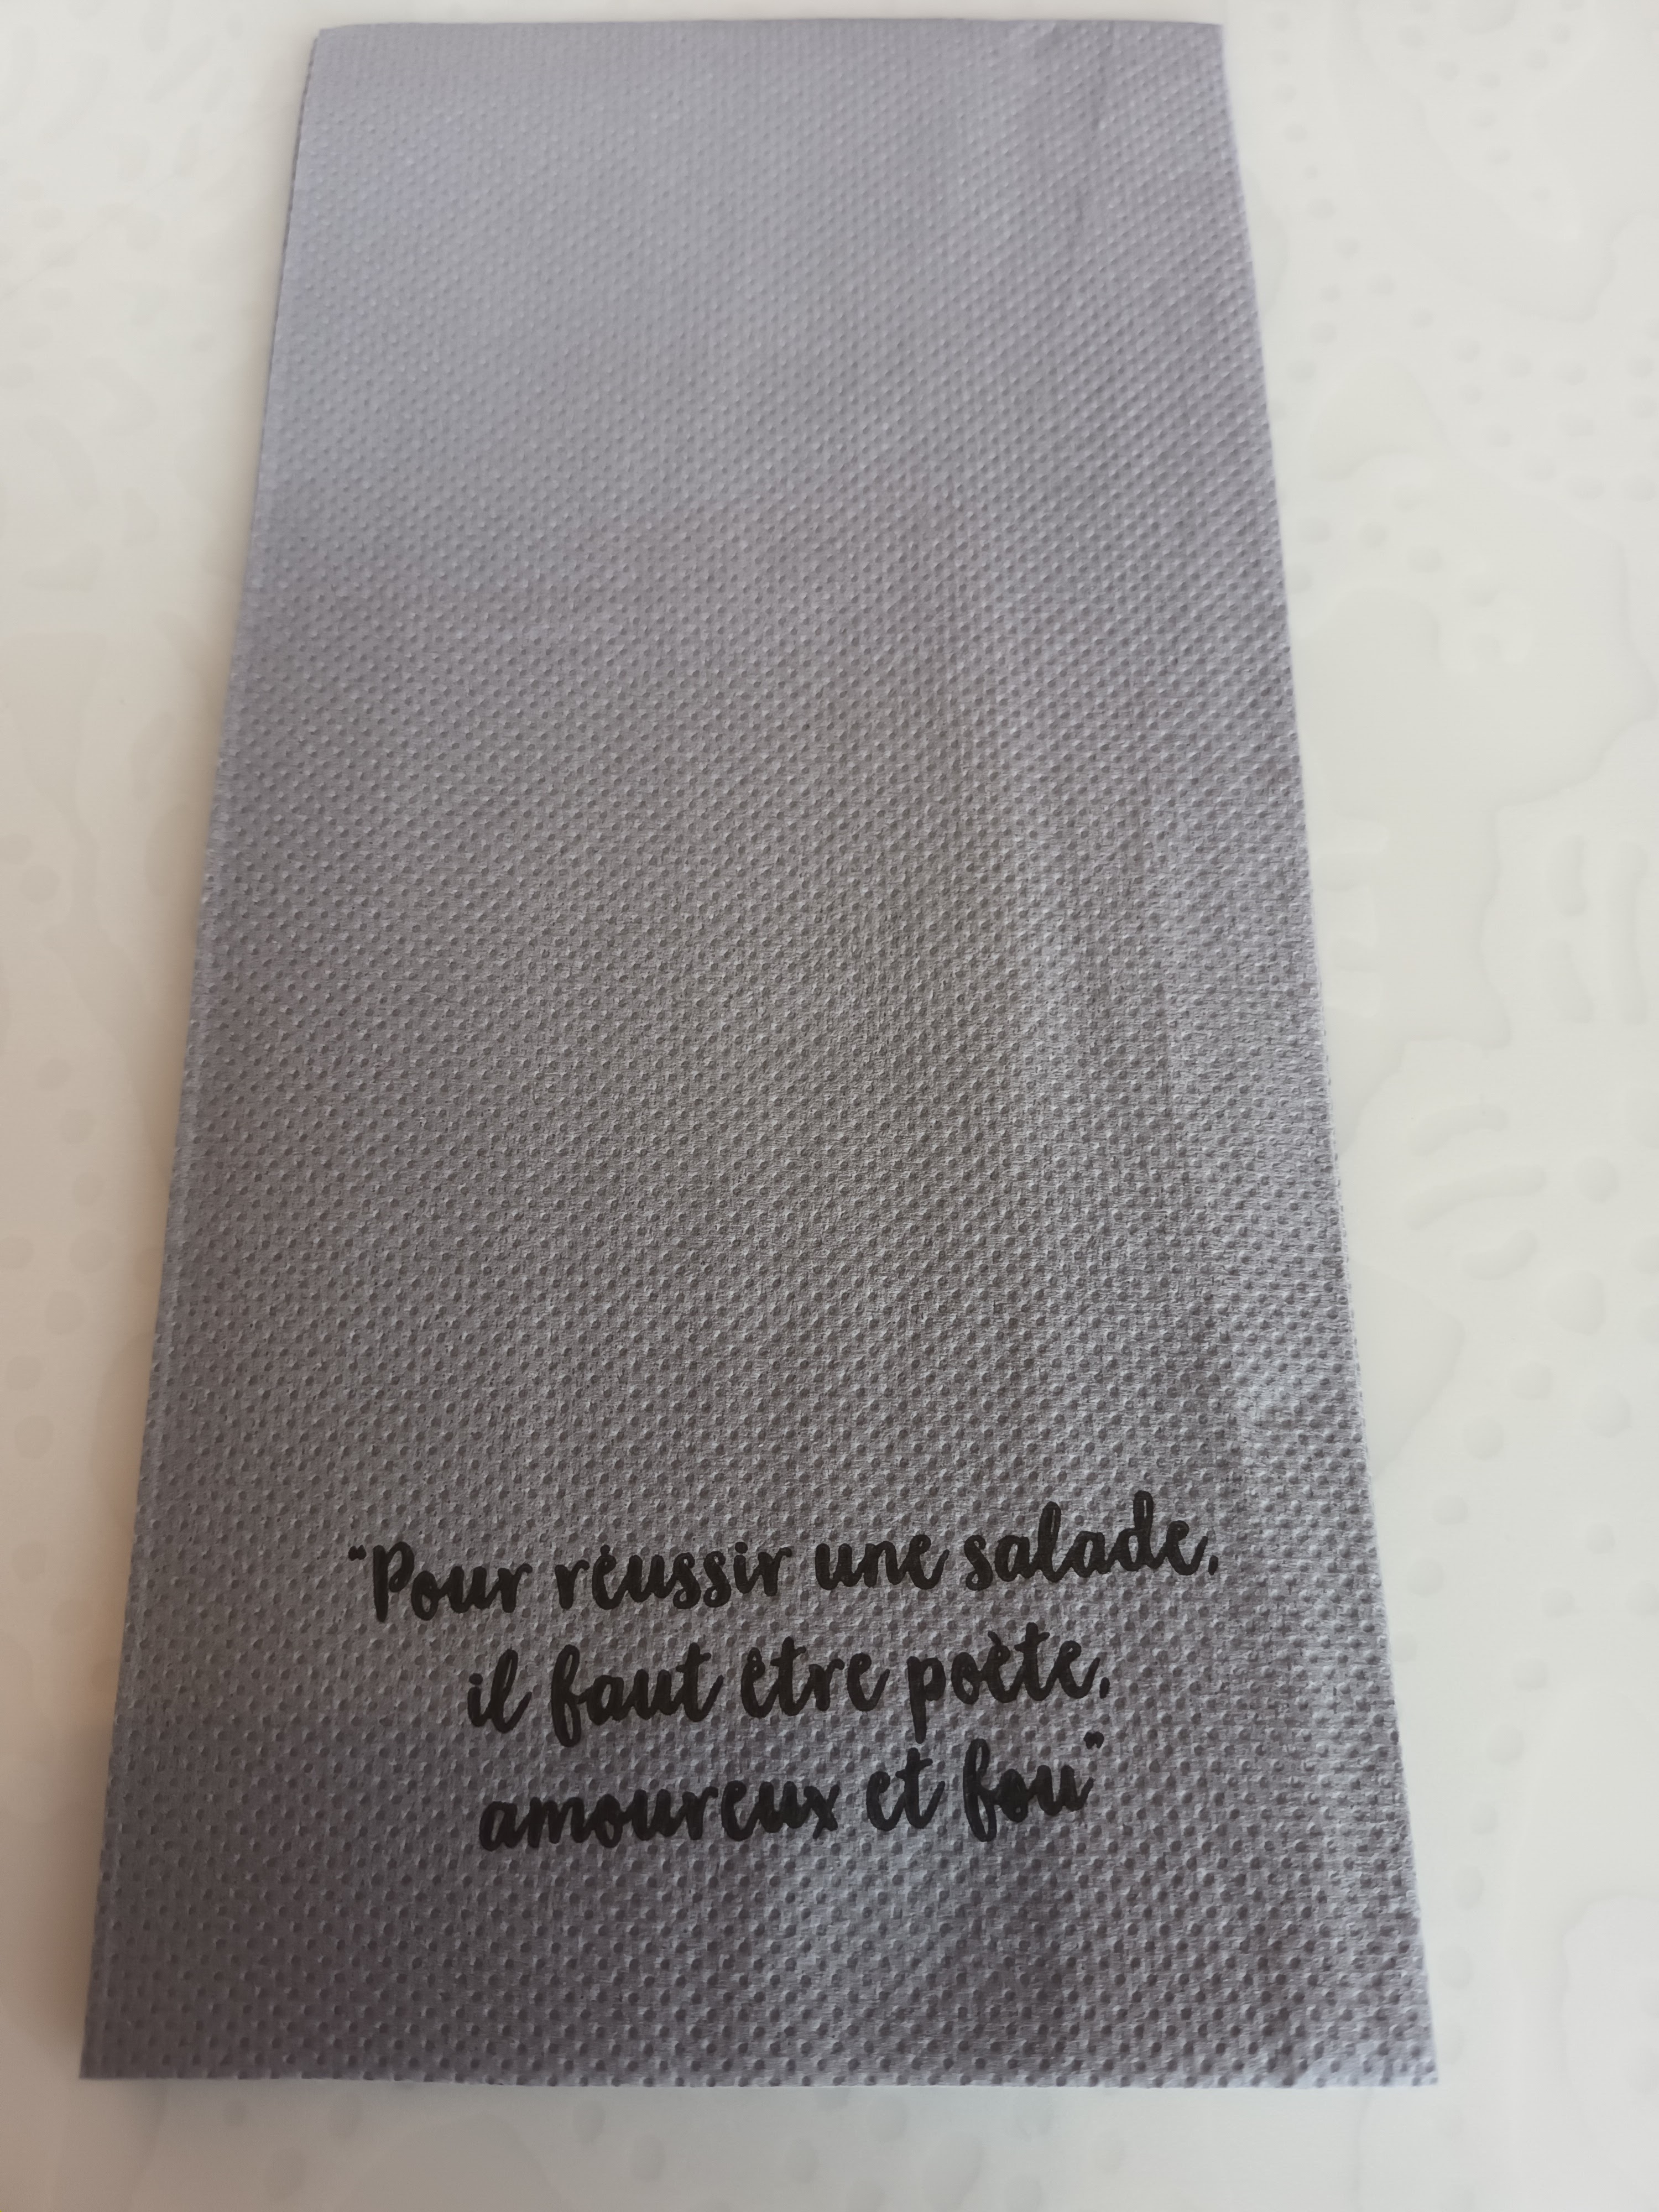 "Pour réussir une salade,
il faut être poète,
amoureux et fou"